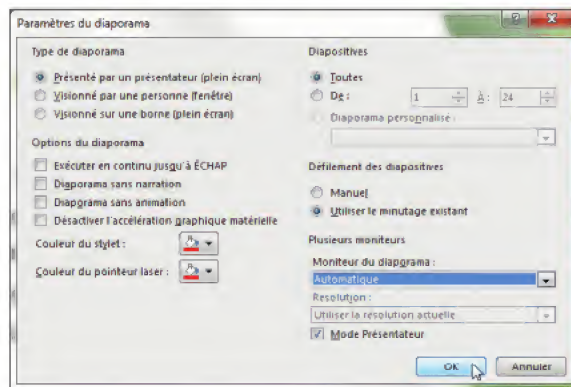 Paramètres du diaporama
Type de diaporama
Présenté par un présentateur (plein écran)
Visionné par une personne (fenêtre)
Visionné sur une borne (plein écran)
Options du diaporama
Exécuter en continu jusqu'à ÉCHAP
Diaporama sans narration
Diaporama sans animation
Désactiver l'accélération graphique matérielle
Couleur du stylet :
Couleur du pointeur laser :
Diapositives
Toutes
De : 1 À : 24
Diaporama personnalisé :
Défilement des diapositives
Manuel
Utiliser le minutage existant
Plusieurs moniteurs
Moniteur du diaporama :
Automatique
Résolution :
Utiliser la résolution actuelle
Mode Présentateur
OK Annuler